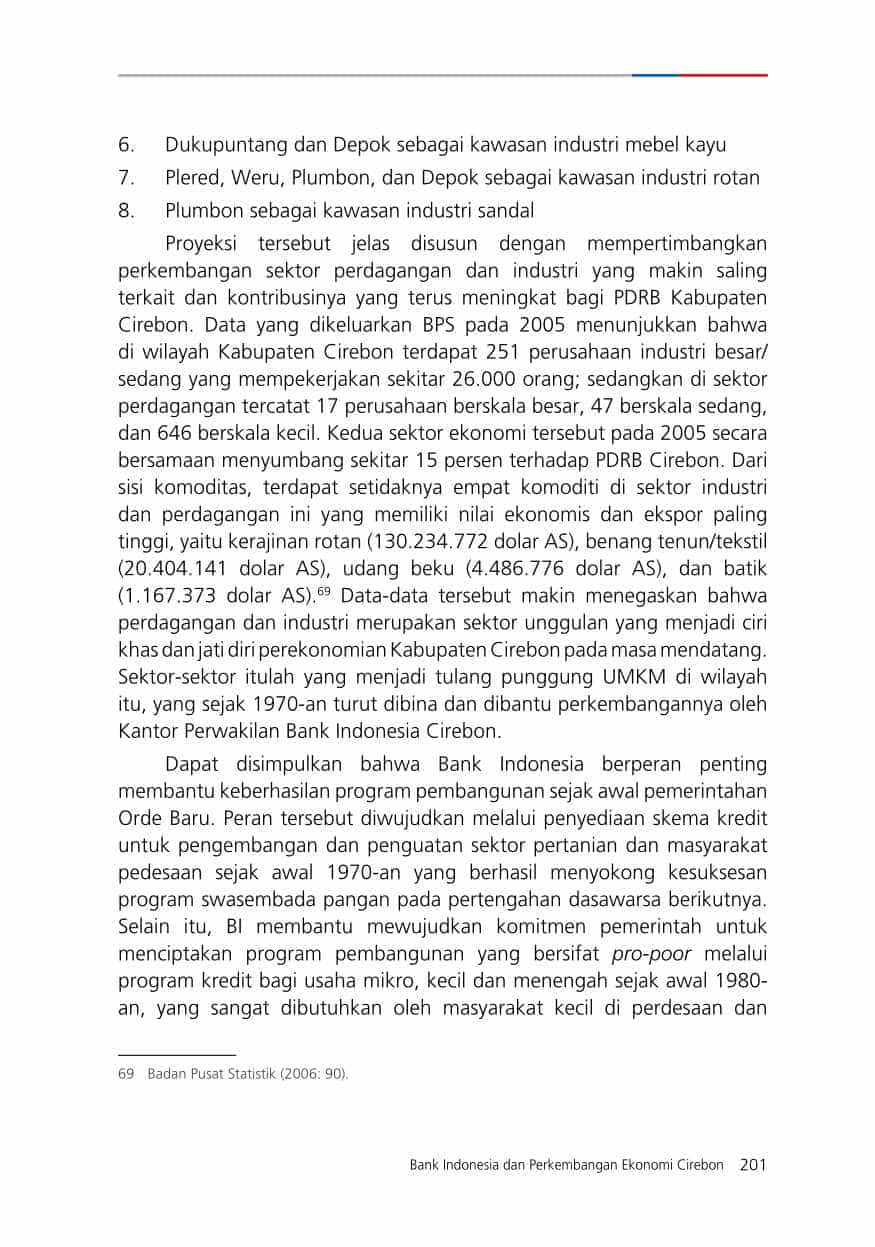 6. Dukupuntang dan Depok sebagai kawasan industri mebel kayu
7. Plered, Weru, Plumbon, dan Depok sebagai kawasan industri rotan
8. Plumbon sebagai kawasan industri sandal
Proyeksi tersebut jelas disusun dengan mempertimbangkan
perkembangan sektor perdagangan dan industri yang makin saling
terkait dan kontribusinya yang terus meningkat bagi PDRB Kabupaten
Cirebon. Data yang dikeluarkan BPS pada 2005 menunjukkan bahwa
di wilayah Kabupaten Cirebon terdapat 251 perusahaan industri besar/
sedang yang mempekerjakan sekitar 26.000 orang; sedangkan di sektor
perdagangan tercatat 17 perusahaan berskala besar, 47 berskala sedang,
dan 646 berskala kecil. Kedua sektor ekonomi tersebut pada 2005 secara
bersamaan menyumbang sekitar 15 persen terhadap PDRB Cirebon. Dari
sisi komoditas, terdapat setidaknya empat komoditi di sektor industri
dan perdagangan ini yang memiliki nilai ekonomis dan ekspor paling
tinggi, yaitu kerajinan rotan (130.234.772 dolar AS), benang tenun/tekstil
(20.404.141 dolar AS), udang beku (4.486.776 dolar AS), dan batik
(1.167.373 dolar AS).69 Data-data tersebut makin menegaskan bahwa
perdagangan dan industri merupakan sektor unggulan yang menjadi ciri
khas dan jati diri perekonomian Kabupaten Cirebon pada masa mendatang.
Sektor-sektor itulah yang menjadi tulang punggung UMKM di wilayah
itu, yang sejak 1970-an turut dibina dan dibantu perkembangannya oleh
Kantor Perwakilan Bank Indonesia Cirebon.
Dapat disimpulkan bahwa Bank Indonesia berperan penting
membantu keberhasilan program pembangunan sejak awal pemerintahan
Orde Baru. Peran tersebut diwujudkan melalui penyediaan skema kredit
untuk pengembangan dan penguatan sektor pertanian dan masyarakat
pedesaan sejak awal 1970-an yang berhasil menyokong kesuksesan
program swasembada pangan pada pertengahan dasawarsa berikutnya.
Selain itu, BI membantu mewujudkan komitmen pemerintah untuk
menciptakan program pembangunan yang bersifat pro-poor melalui
program kredit bagi usaha mikro, kecil dan menengah sejak awal 1980-
an, yang sangat dibutuhkan oleh masyarakat kecil di perdesaan dan
69 Badan Pusat Statistik (2006: 90).
Bank Indonesia dan Perkembangan Ekonomi Cirebon 201